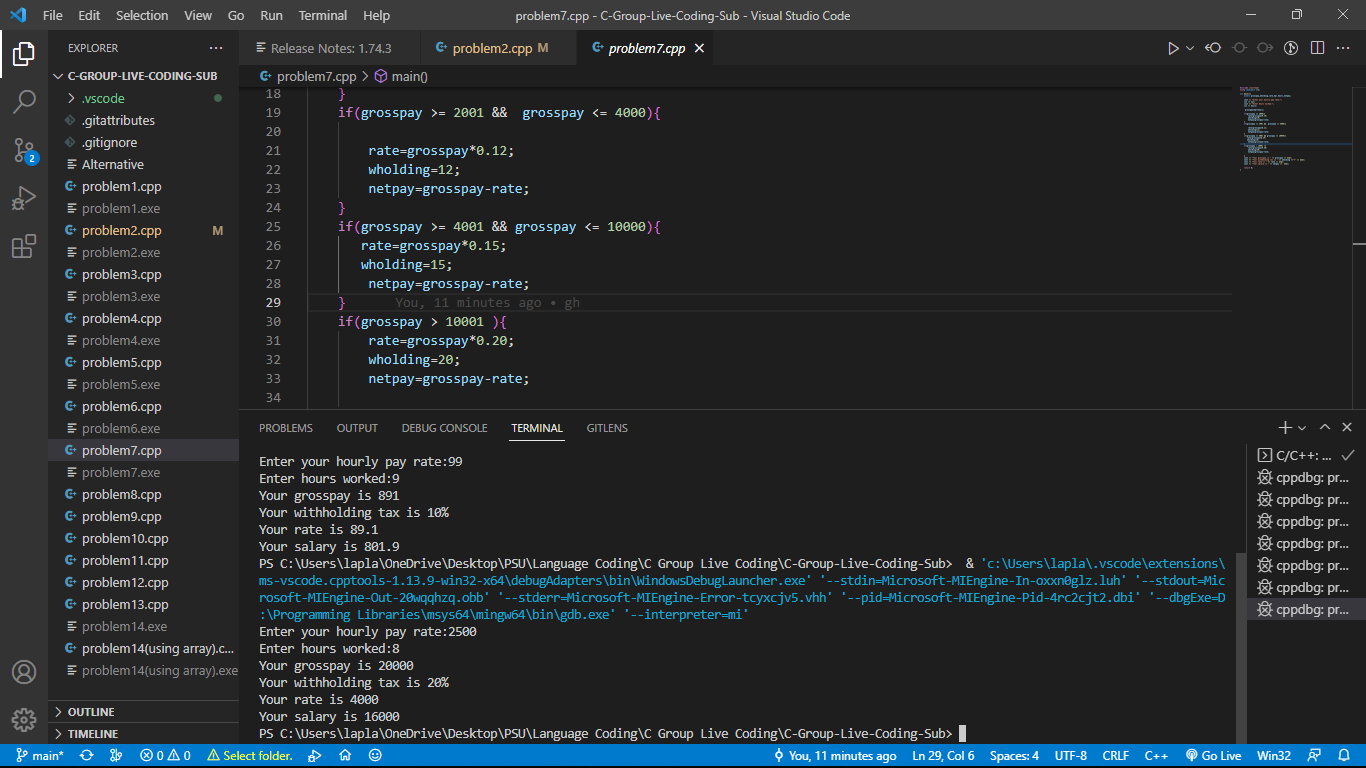 File Edit Selection View Go Run Terminal Help
problem7.cpp - C-Group-Live-Coding-Sub - Visual Studio Code
EXPLORER
C-GROUP-LIVE-CODING-SUB
.vscode
.gitattributes
.gitignore
Alternative
problem1.cpp
problem1.exe
problem2.cpp M
problem2.exe
problem3.cpp
problem3.exe
problem4.cpp
problem4.exe
problem5.cpp
problem5.exe
problem6.cpp
problem6.exe
problem7.cpp
problem7.exe
problem8.cpp
problem9.cpp
problem10.cpp
problem11.cpp
problem12.cpp
problem13.cpp
problem14.exe
problem14(using array).c...
problem14(using array).exe
OUTLINE
TIMELINE
2
Release Notes: 1.74.3
problem2.cpp M
problem7.cpp
problem7.cpp > main()
18 }
19 if(grosspay >= 2001 &&  grosspay <= 4000){
20
21 rate=grosspay*0.12;
22 wholding=12;
23 netpay=grosspay-rate;
24 }
25 if(grosspay >= 4001 && grosspay <= 10000){
26 rate=grosspay*0.15;
27 wholding=15;
28 netpay=grosspay-rate;
29 } You, 11 minutes ago • gh
30 if(grosspay > 10001 ){
31 rate=grosspay*0.20;
32 wholding=20;
33 netpay=grosspay-rate;
34
PROBLEMS OUTPUT DEBUG CONSOLE TERMINAL GITLENS
Enter your hourly pay rate:99
Enter hours worked:9
Your grosspay is 891
Your withholding tax is 10%
Your rate is 89.1
Your salary is 801.9
PS C:\Users\lapla\OneDrive\Desktop\PSU\Language Coding\C Group Live Coding\C-Group-Live-Coding-Sub>  & 'c:\Users\lapla\.vscode\extensions\
ms-vscode.cpptools-1.13.9-win32-x64\debugAdapters\bin\WindowsDebugLauncher.exe' '--stdin=Microsoft-MIEngine-In-oxxn0glz.luh' '--stdout=Mic
rosoft-MIEngine-Out-20wqqhzq.obb' '--stderr=Microsoft-MIEngine-Error-tcyxcjv5.vhh' '--pid=Microsoft-MIEngine-Pid-4rc2cjt2.dbi' '--dbgExe=D
:\Programming Libraries\msys64\mingw64\bin\gdb.exe' '--interpreter=mi'
Enter your hourly pay rate:2500
Enter hours worked:8
Your grosspay is 20000
Your withholding tax is 20%
Your rate is 4000
Your salary is 16000
PS C:\Users\lapla\OneDrive\Desktop\PSU\Language Coding\C Group Live Coding\C-Group-Live-Coding-Sub>
C/C++: ...
cppdbg: pr...
cppdbg: pr...
cppdbg: pr...
cppdbg: pr...
cppdbg: pr...
cppdbg: pr...
cppdbg: pr...
main* 0 0 Select folder. You, 11 minutes ago Ln 29, Col 6 Spaces: 4 UTF-8 CRLF C++ Go Live Win32